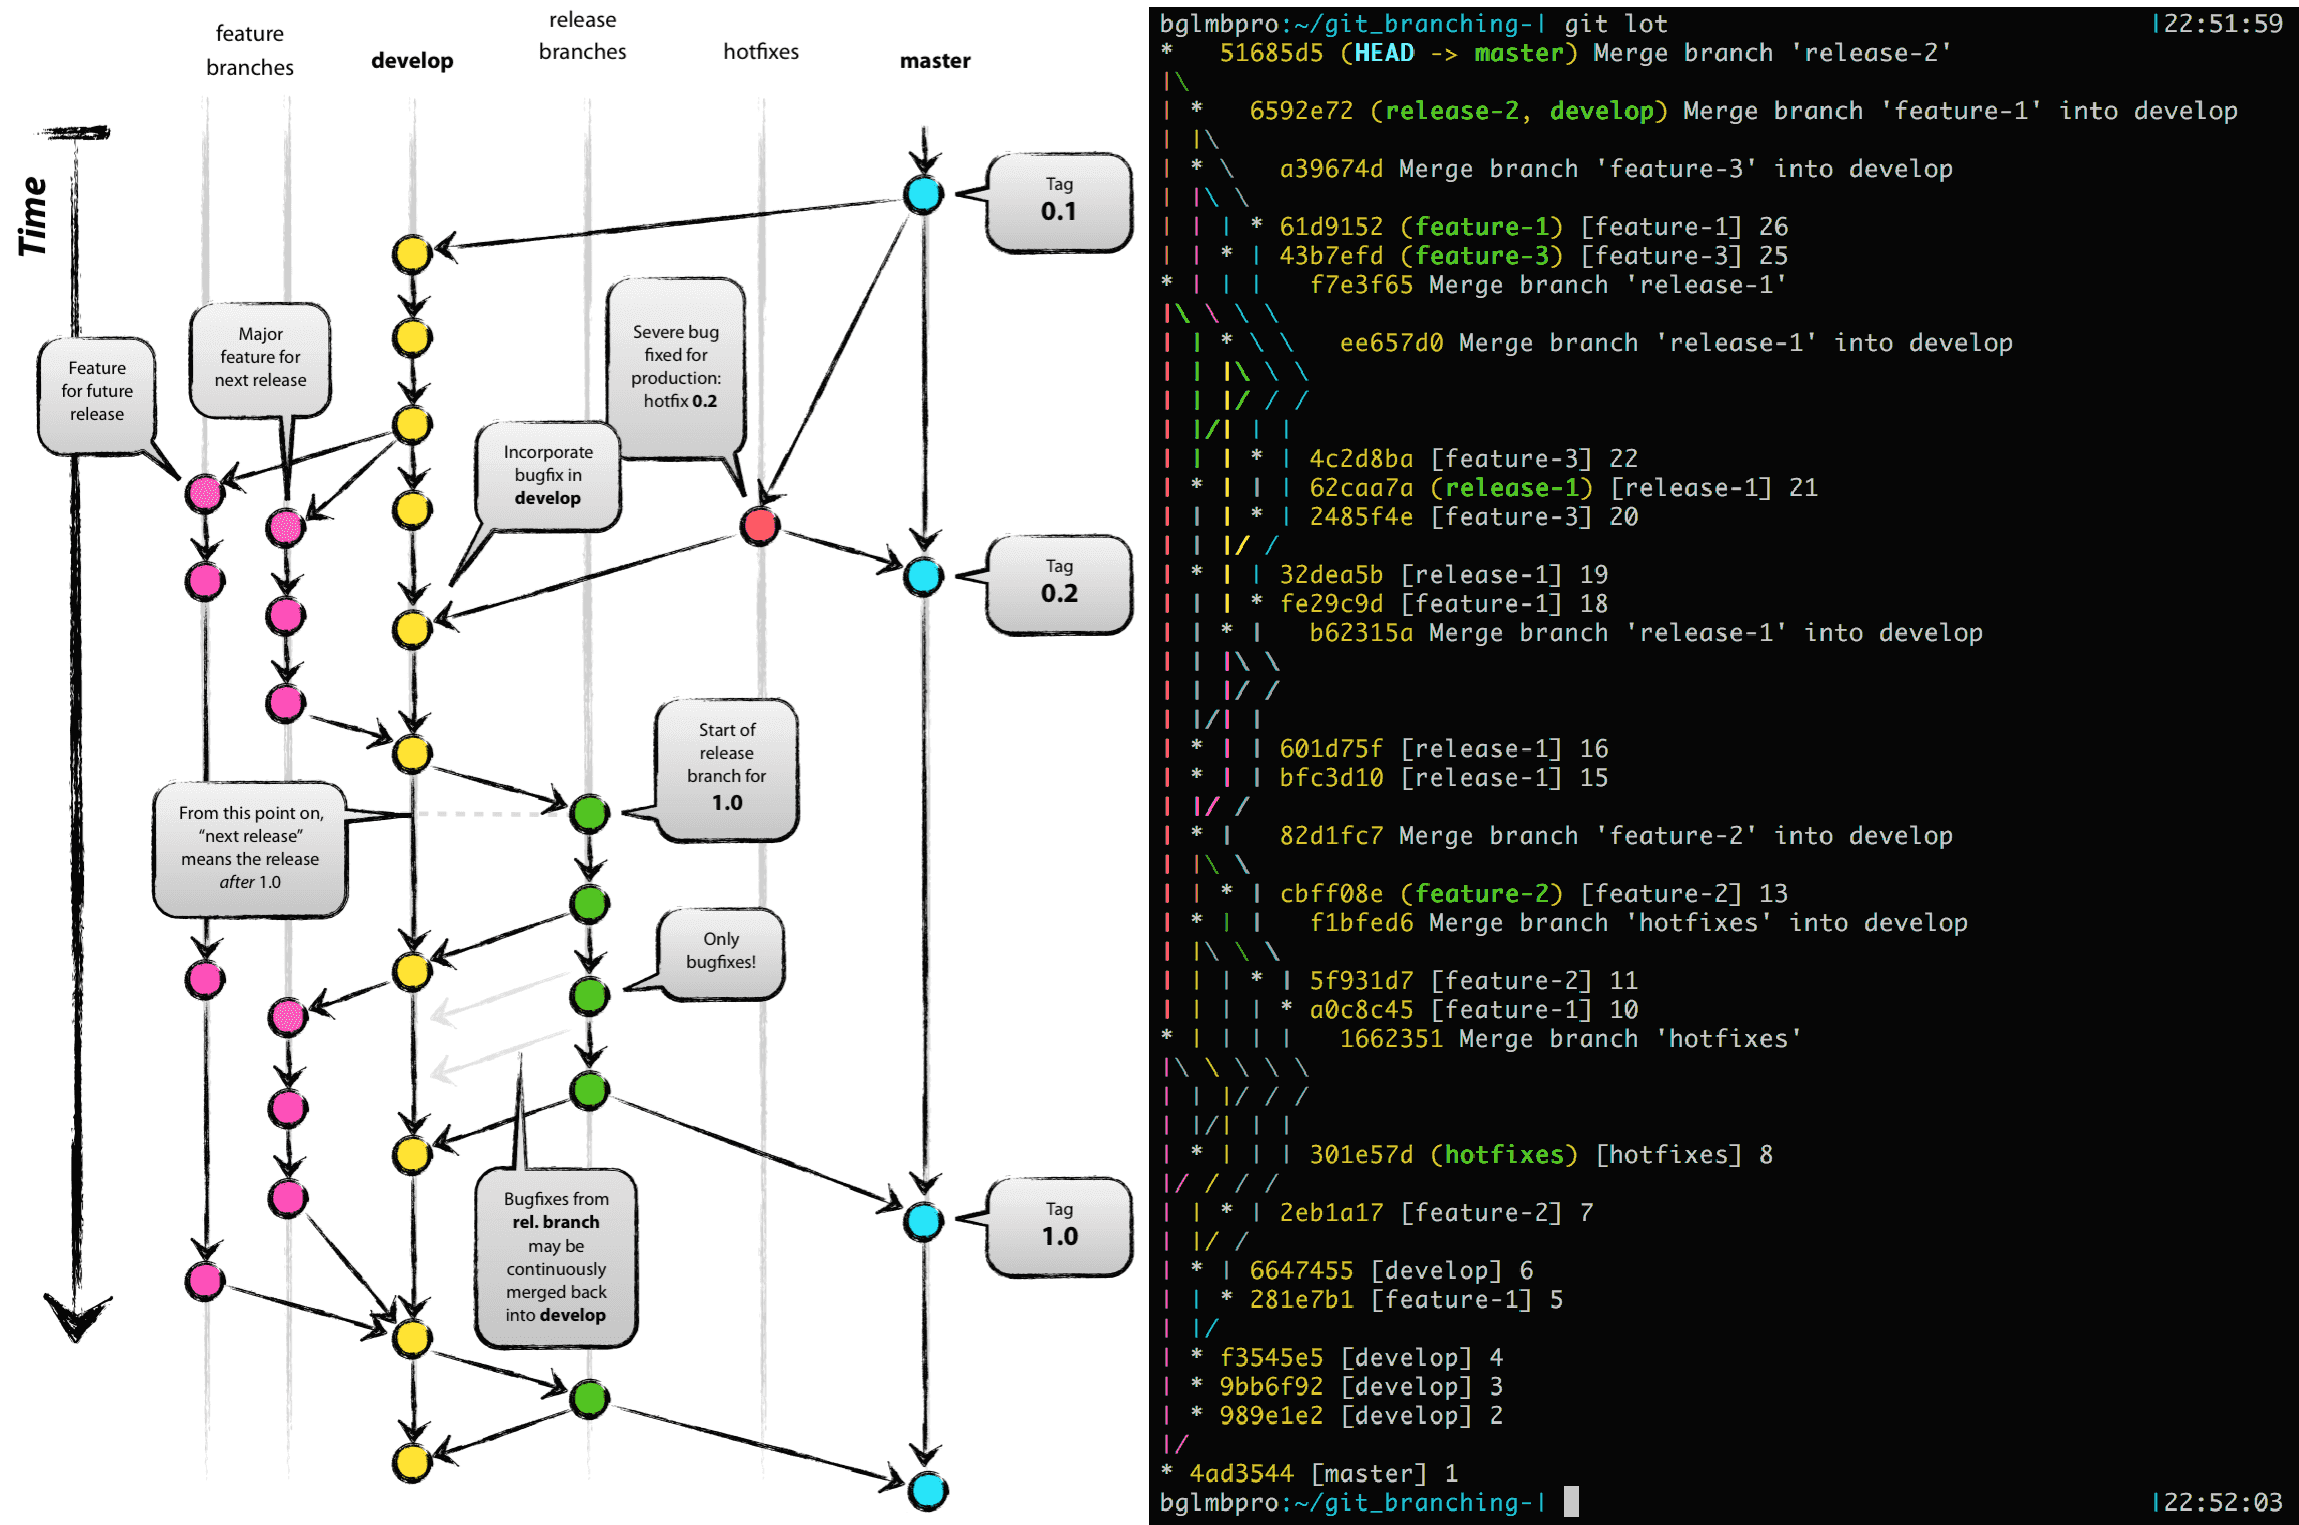 feature
branches
develop
release
branches
hotfixes
master
Time
Tag
0.1
Major
feature for
next release
Feature
for future
release
Severe bug
fixed for
production:
hotfix 0.2
Incorporate
bugfix in
develop
Tag
0.2
Start of
release
branch for
1.0
From this point on,
“next release”
means the release
after 1.0
Only
bugfixes!
Bugfixes from
rel. branch
may be
continuously
merged back
into develop
Tag
1.0
bglmbpro:~/git_branching-| git lot |22:51:59
* 51685d5 (HEAD -> master) Merge branch 'release-2'
|\
| * 6592e72 (release-2, develop) Merge branch 'feature-1' into develop
| |\
| * \ a39674d Merge branch 'feature-3' into develop
| |\ \
| | | * 61d9152 (feature-1) [feature-1] 26
| | * | 43b7efd (feature-3) [feature-3] 25
* | | | f7e3f65 Merge branch 'release-1'
|\ \ \ \
| | * \ \ ee657d0 Merge branch 'release-1' into develop
| | |\ \ \
| | |/ / /
| |/| | |
| | | * | 4c2d8ba [feature-3] 22
| * | | | 62caa7a (release-1) [release-1] 21
| | | * | 2485f4e [feature-3] 20
| | |/ /
| * | | 32dea5b [release-1] 19
| | | * fe29c9d [feature-1] 18
| | * | b62315a Merge branch 'release-1' into develop
| | |\ \
| | |/ /
| |/| |
| * | | 601d75f [release-1] 16
| * | | bfc3d10 [release-1] 15
| |/ /
| * | 82d1fc7 Merge branch 'feature-2' into develop
| |\ \
| | * | cbff08e (feature-2) [feature-2] 13
| * | | f1bfed6 Merge branch 'hotfixes' into develop
| |\ \ \
| | | * | 5f931d7 [feature-2] 11
| | | | * a0c8c45 [feature-1] 10
* | | | | 1662351 Merge branch 'hotfixes'
|\ \ \ \ \
| | |/ / /
| |/| | |
| * | | | 301e57d (hotfixes) [hotfixes] 8
|/ / / /
| | * | 2eb1a17 [feature-2] 7
| |/ /
| * | 6647455 [develop] 6
| | * 281e7b1 [feature-1] 5
| |/
| * f3545e5 [develop] 4
| * 9bb6f92 [develop] 3
| * 989e1e2 [develop] 2
|/
* 4ad3544 [master] 1
bglmbpro:~/git_branching-| |22:52:03